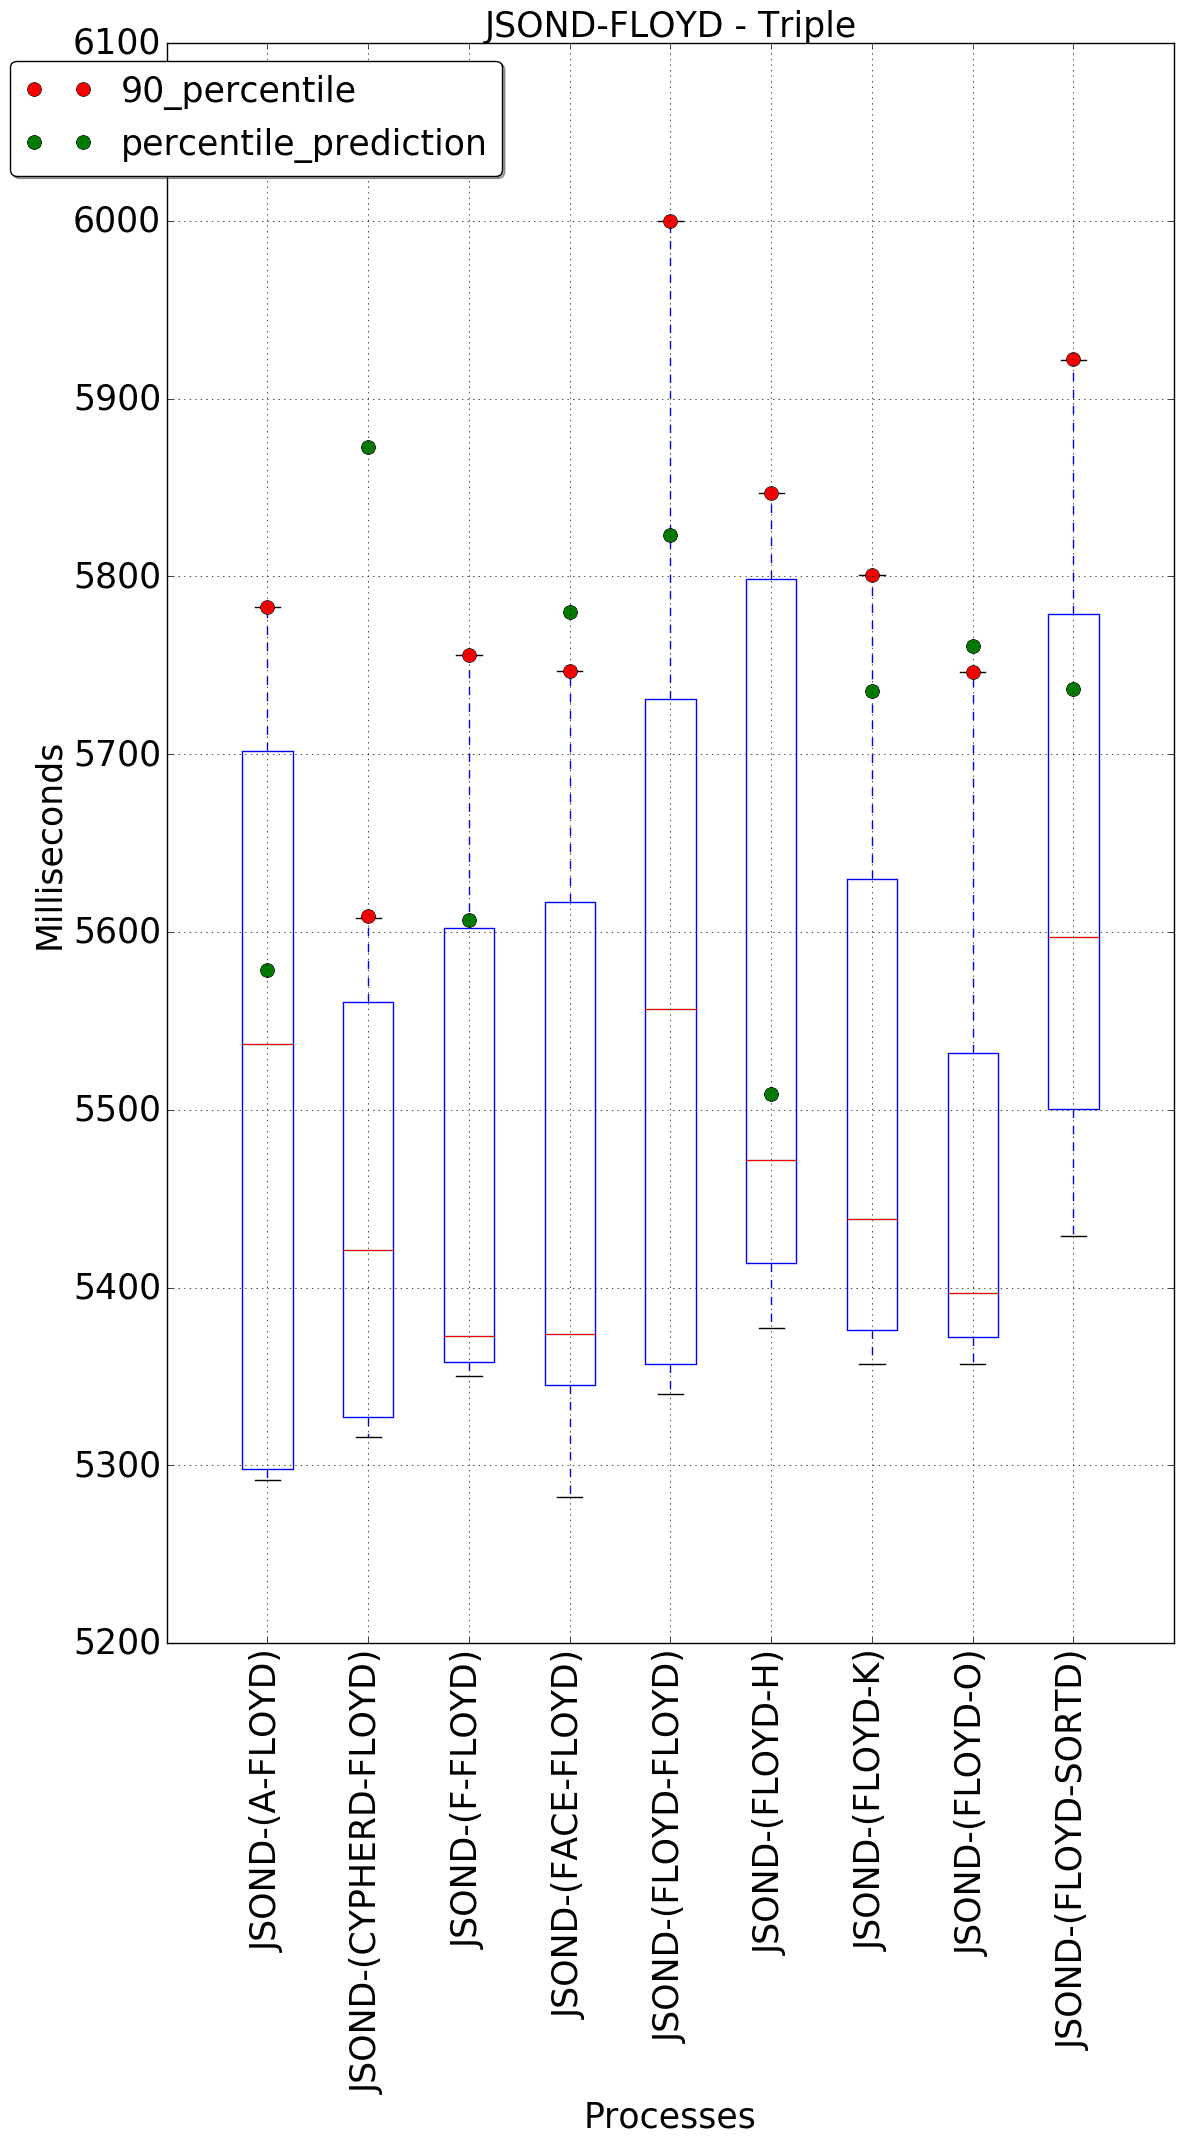 JSOND-FLOYD - Triple
6100
90_percentile
percentile_prediction
6000
5900
5800
5700
5600
5500
5400
5300
5200
Milliseconds
JSOND-(A-FLOYD)
JSOND-(CYPHERD-FLOYD)
JSOND-(F-FLOYD)
JSOND-(FACE-FLOYD)
JSOND-(FLOYD-FLOYD)
JSOND-(FLOYD-H)
JSOND-(FLOYD-K)
JSOND-(FLOYD-O)
JSOND-(FLOYD-SORTD)
Processes